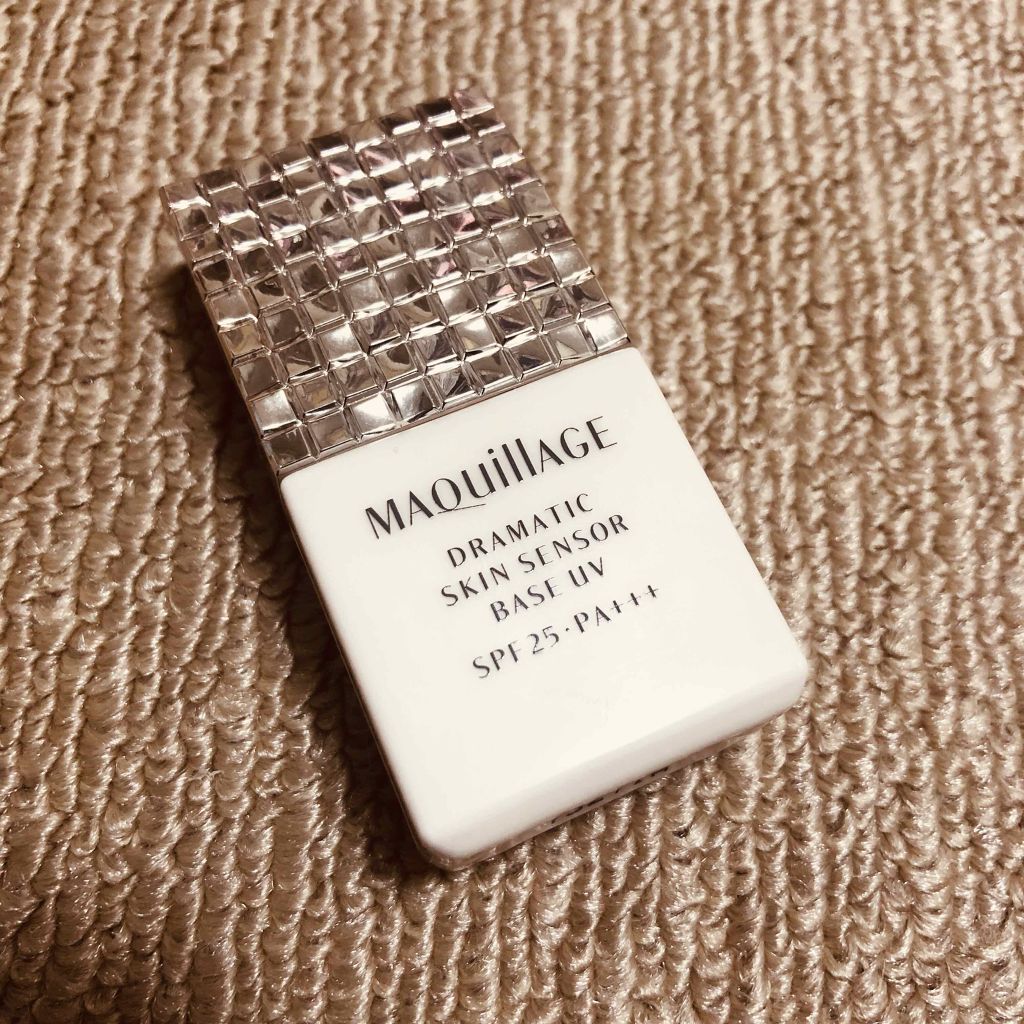 MAQuillAGE
DRAMATIC
SKIN SENSOR
BASE UV
SPF25・PA+++